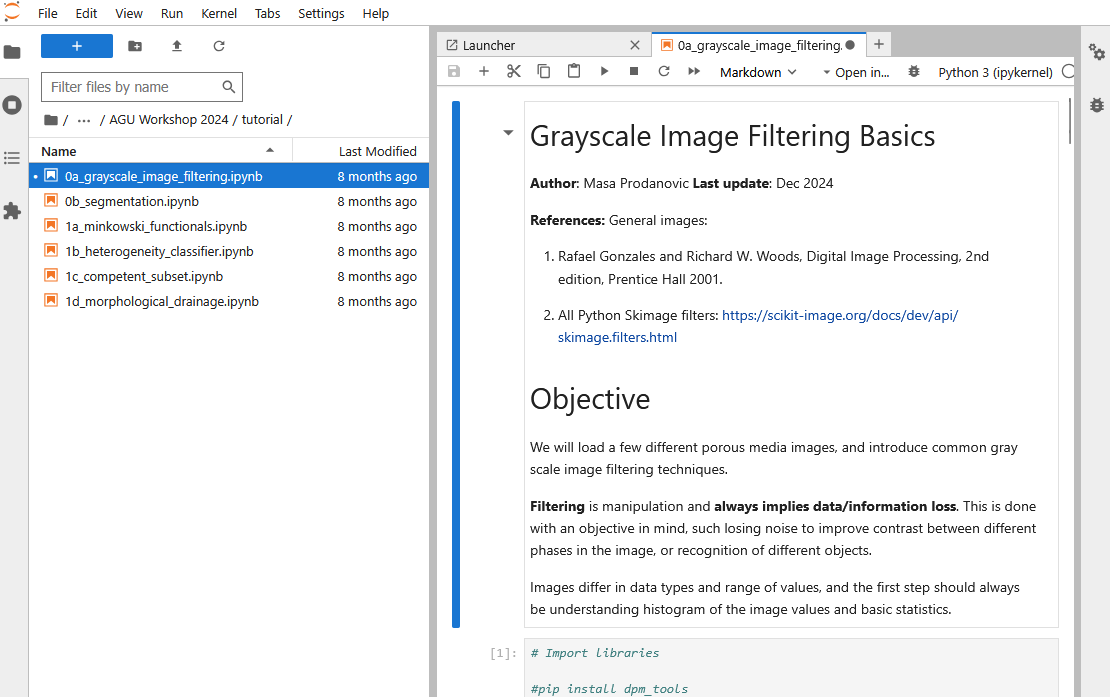 File Edit View Run Kernel Tabs Settings Help
Filter files by name
/ ... / AGU Workshop 2024 / tutorial /
Name Last Modified
0a_grayscale_image_filtering.ipynb 8 months ago
0b_segmentation.ipynb 8 months ago
1a_minkowski_functionals.ipynb 8 months ago
1b_heterogeneity_classifier.ipynb 8 months ago
1c_competent_subset.ipynb 8 months ago
1d_morphological_drainage.ipynb 8 months ago
Launcher
0a_grayscale_image_filtering.
Markdown Open in... Python 3 (ipykernel)
Grayscale Image Filtering Basics
Author: Masa Prodanovic Last update: Dec 2024
References: General images:
1. Rafael Gonzales and Richard W. Woods, Digital Image Processing, 2nd
edition, Prentice Hall 2001.
2. All Python Skimage filters: https://scikit-image.org/docs/dev/api/
skimage.filters.html
Objective
We will load a few different porous media images, and introduce common gray
scale image filtering techniques.
Filtering is manipulation and always implies data/information loss. This is done
with an objective in mind, such losing noise to improve contrast between different
phases in the image, or recognition of different objects.
Images differ in data types and range of values, and the first step should always
be understanding histogram of the image values and basic statistics.
[1]: # Import libraries
#pip install dpm_tools